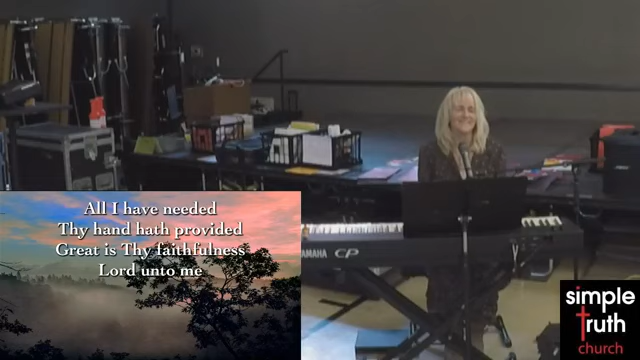 All I have needed
Thy hand hath provided
Great is Thy faithfulness
Lord unto me
YAMAHA CP
simple
truth
church